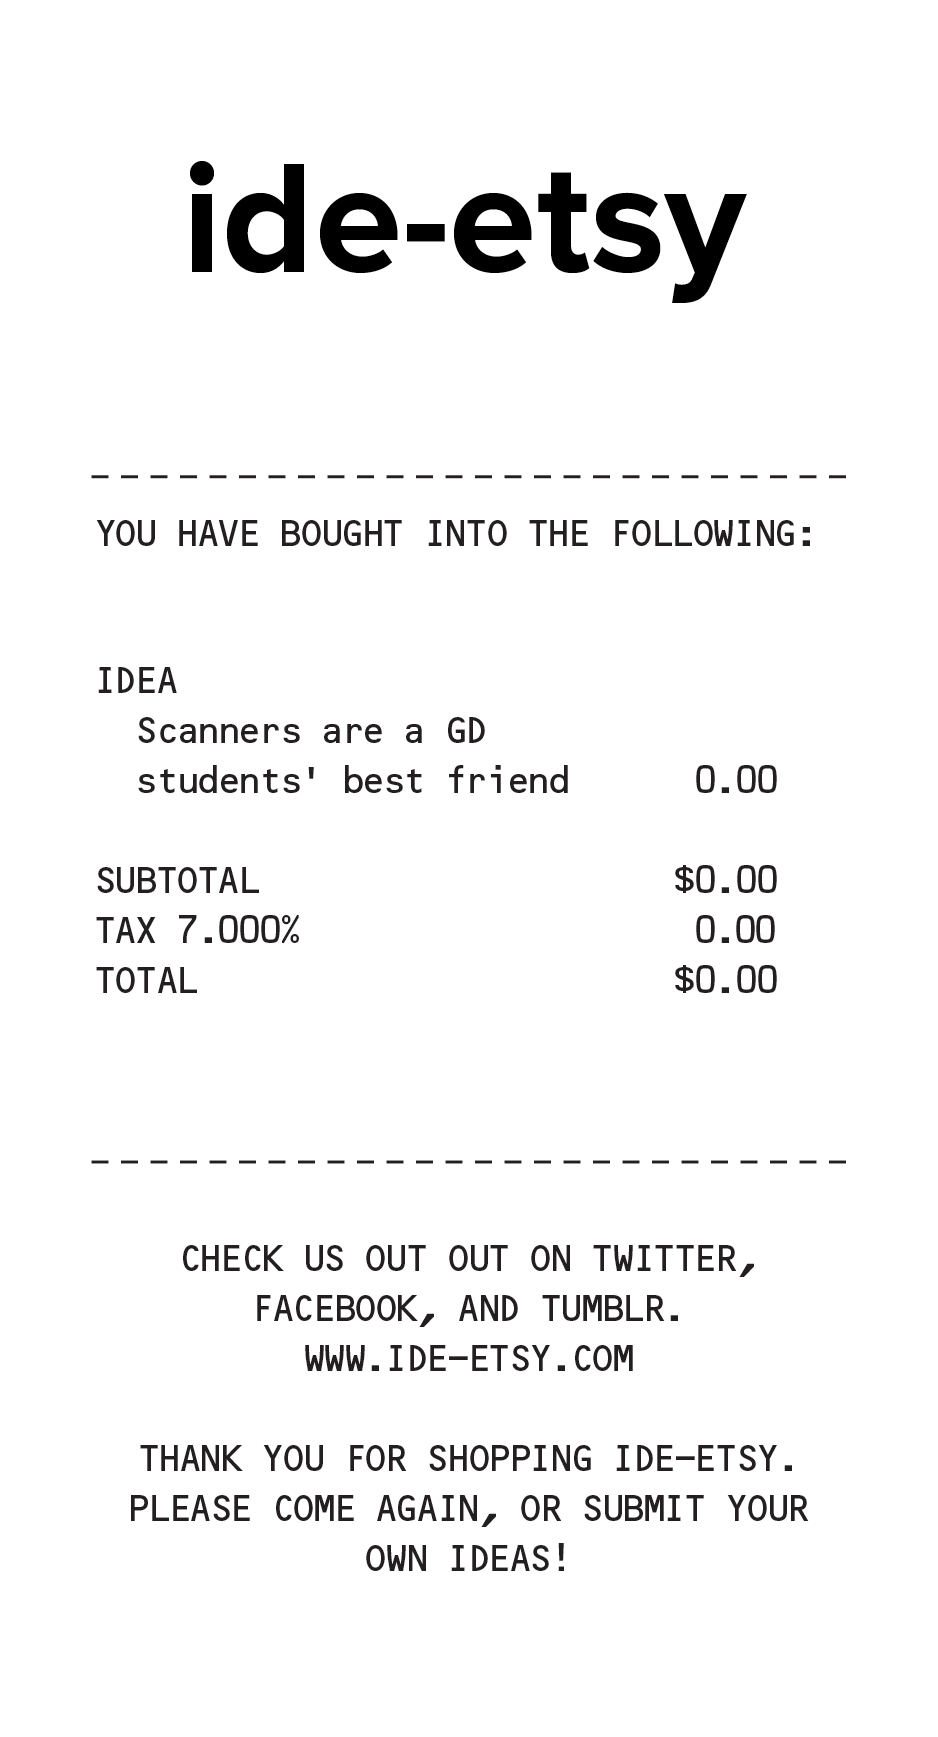 ide-etsy
YOU HAVE BOUGHT INTO THE FOLLOWING:
IDEA
Scanners are a GD
students' best friend 0.00
SUBTOTAL $0.00
TAX 7.000% 0.00
TOTAL $0.00
CHECK US OUT OUT ON TWITTER,
FACEBOOK, AND TUMBLR.
WWW.IDE-ETSY.COM
THANK YOU FOR SHOPPING IDE-ETSY.
PLEASE COME AGAIN, OR SUBMIT YOUR
OWN IDEAS!